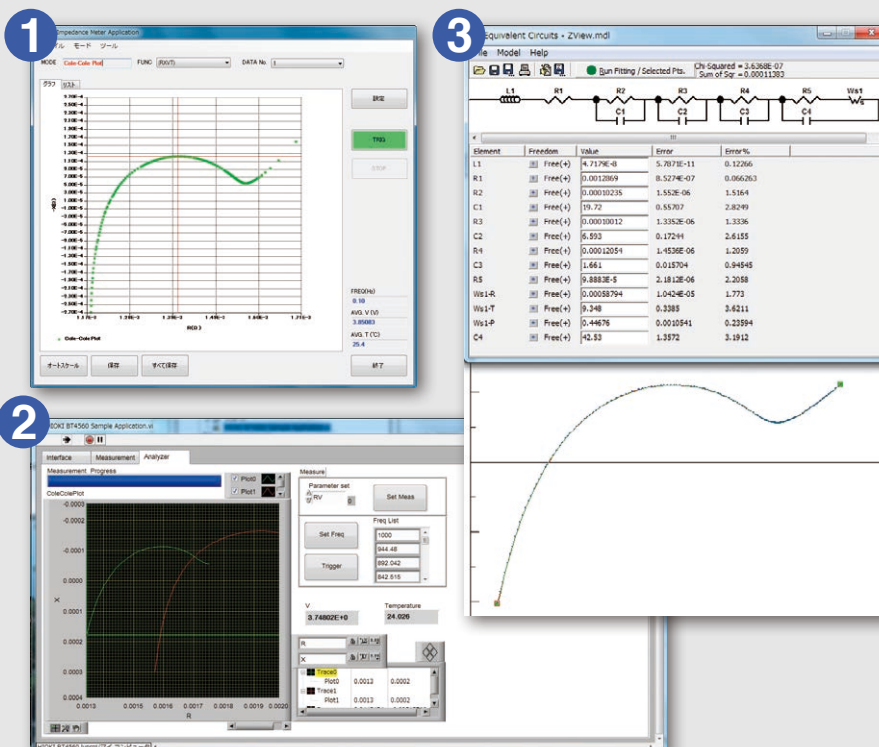 1
Impedance Meter Application
ファイル モード ツール
MODE Cole-Cole Plot FUNC DATA No. 1
グラフ リスト
設定
TRIG
X(Ω)
R(Ω)
Cole-Cole Plot
FREQ(Hz)
0.10
AVG. V (V)
3.85083
AVG. T (℃)
25.4
オートスケール 保存 すべて保存 終了
2
HIOKI BT4560 Sample Application.vi
Interface Measurement Analyzer
Measurement Progress
Plot0
Plot1
ColeColePlot
-0.0003
-0.0002
-0.0001
0.0000
0.0001
0.0002
0.0003
0.0004
X
0.0013 0.0015 0.0016 0.0017 0.0018 0.0019 0.0020
R
Measure
Parameter set
RV 0 Set Meas
Freq List
Set Freq 1000
944.48
Trigger 892.042
842.515
V Temperature
3.74802E+0 24.026
R
X
Trace0
Plot0 0.0013 0.0002
Trace1
Plot1 0.0013 0.0002
3
Equivalent Circuits - ZView.mdl
File Model Help
Run Fitting / Selected Pts. Chi-Squared = 3.6368E-07
Sum of Sqr = 0.00011383
L1 R1 R2 R3 R4 R5 Ws1
C1 C2 C3 C4 Ws
Element Freedom Value Error Error%
L1 Free(+) 4.7179E-8 5.7871E-11 0.12266
R1 Free(+) 0.0012869 8.5274E-07 0.066263
R2 Free(+) 0.00010235 1.552E-06 1.5164
C1 Free(+) 19.72 0.55707 2.8249
R3 Free(+) 0.00010012 1.3352E-06 1.3336
C2 Free(+) 6.593 0.17244 2.6155
R4 Free(+) 0.00012054 1.4536E-06 1.2059
C3 Free(+) 1.661 0.015704 0.94545
R5 Free(+) 9.8883E-5 2.1812E-06 2.2058
Ws1-R Free(+) 0.00058794 1.0424E-05 1.773
Ws1-T Free(+) 9.348 0.3385 3.6211
Ws1-P Free(+) 0.44676 0.0010541 0.23594
C4 Free(+) 42.53 1.3572 3.1912